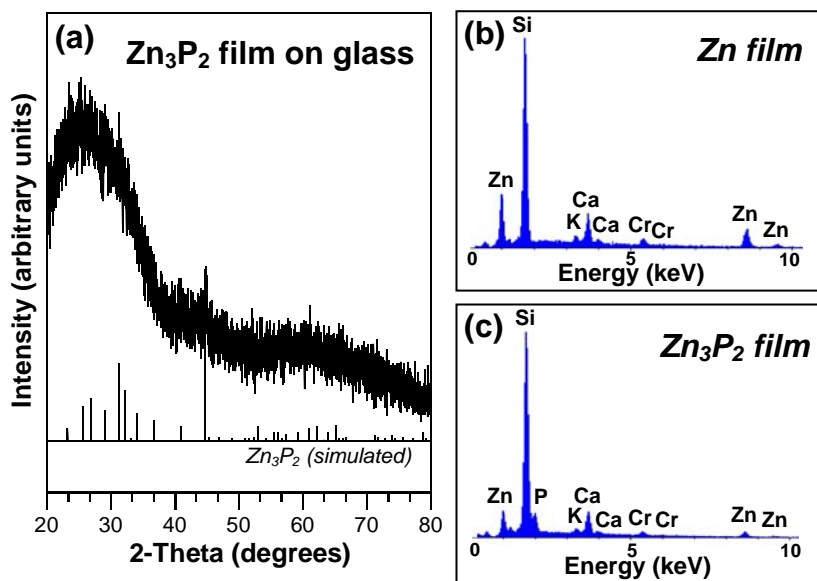 (a)
Zn₃P₂ film on glass
Intensity (arbitrary units)
Zn₃P₂ (simulated)
20 30 40 50 60 70 80
2-Theta (degrees)
(b)
Zn film
Si
Zn
Ca
K
Ca
Cr Cr
Zn
Zn
0 5 10
Energy (keV)
(c)
Zn₃P₂ film
Si
Zn
P
Ca
K
Ca
Cr Cr
Zn Zn
0 5 10
Energy (keV)